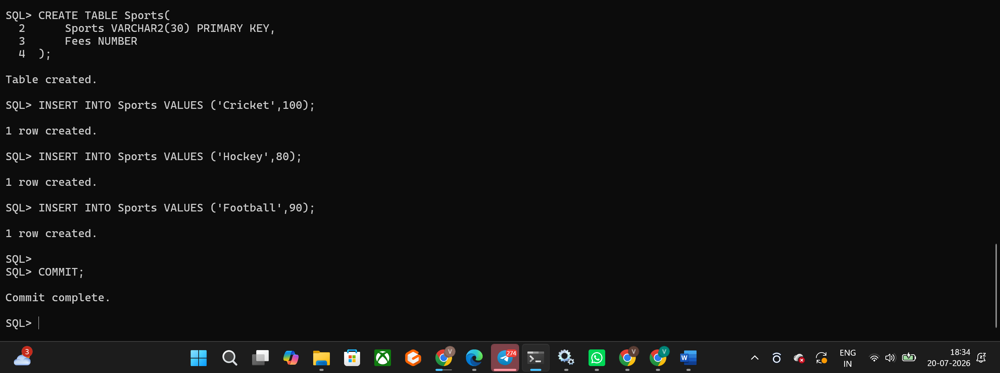 SQL> CREATE TABLE Sports(
  2      Sports VARCHAR2(30) PRIMARY KEY,
  3      Fees NUMBER
  4  );
Table created.
SQL> INSERT INTO Sports VALUES ('Cricket',100);
1 row created.
SQL> INSERT INTO Sports VALUES ('Hockey',80);
1 row created.
SQL> INSERT INTO Sports VALUES ('Football',90);
1 row created.
SQL>
SQL> COMMIT;
Commit complete.
SQL>
3
V
274
V
V
W
ENG
IN
18:34
20-07-2026